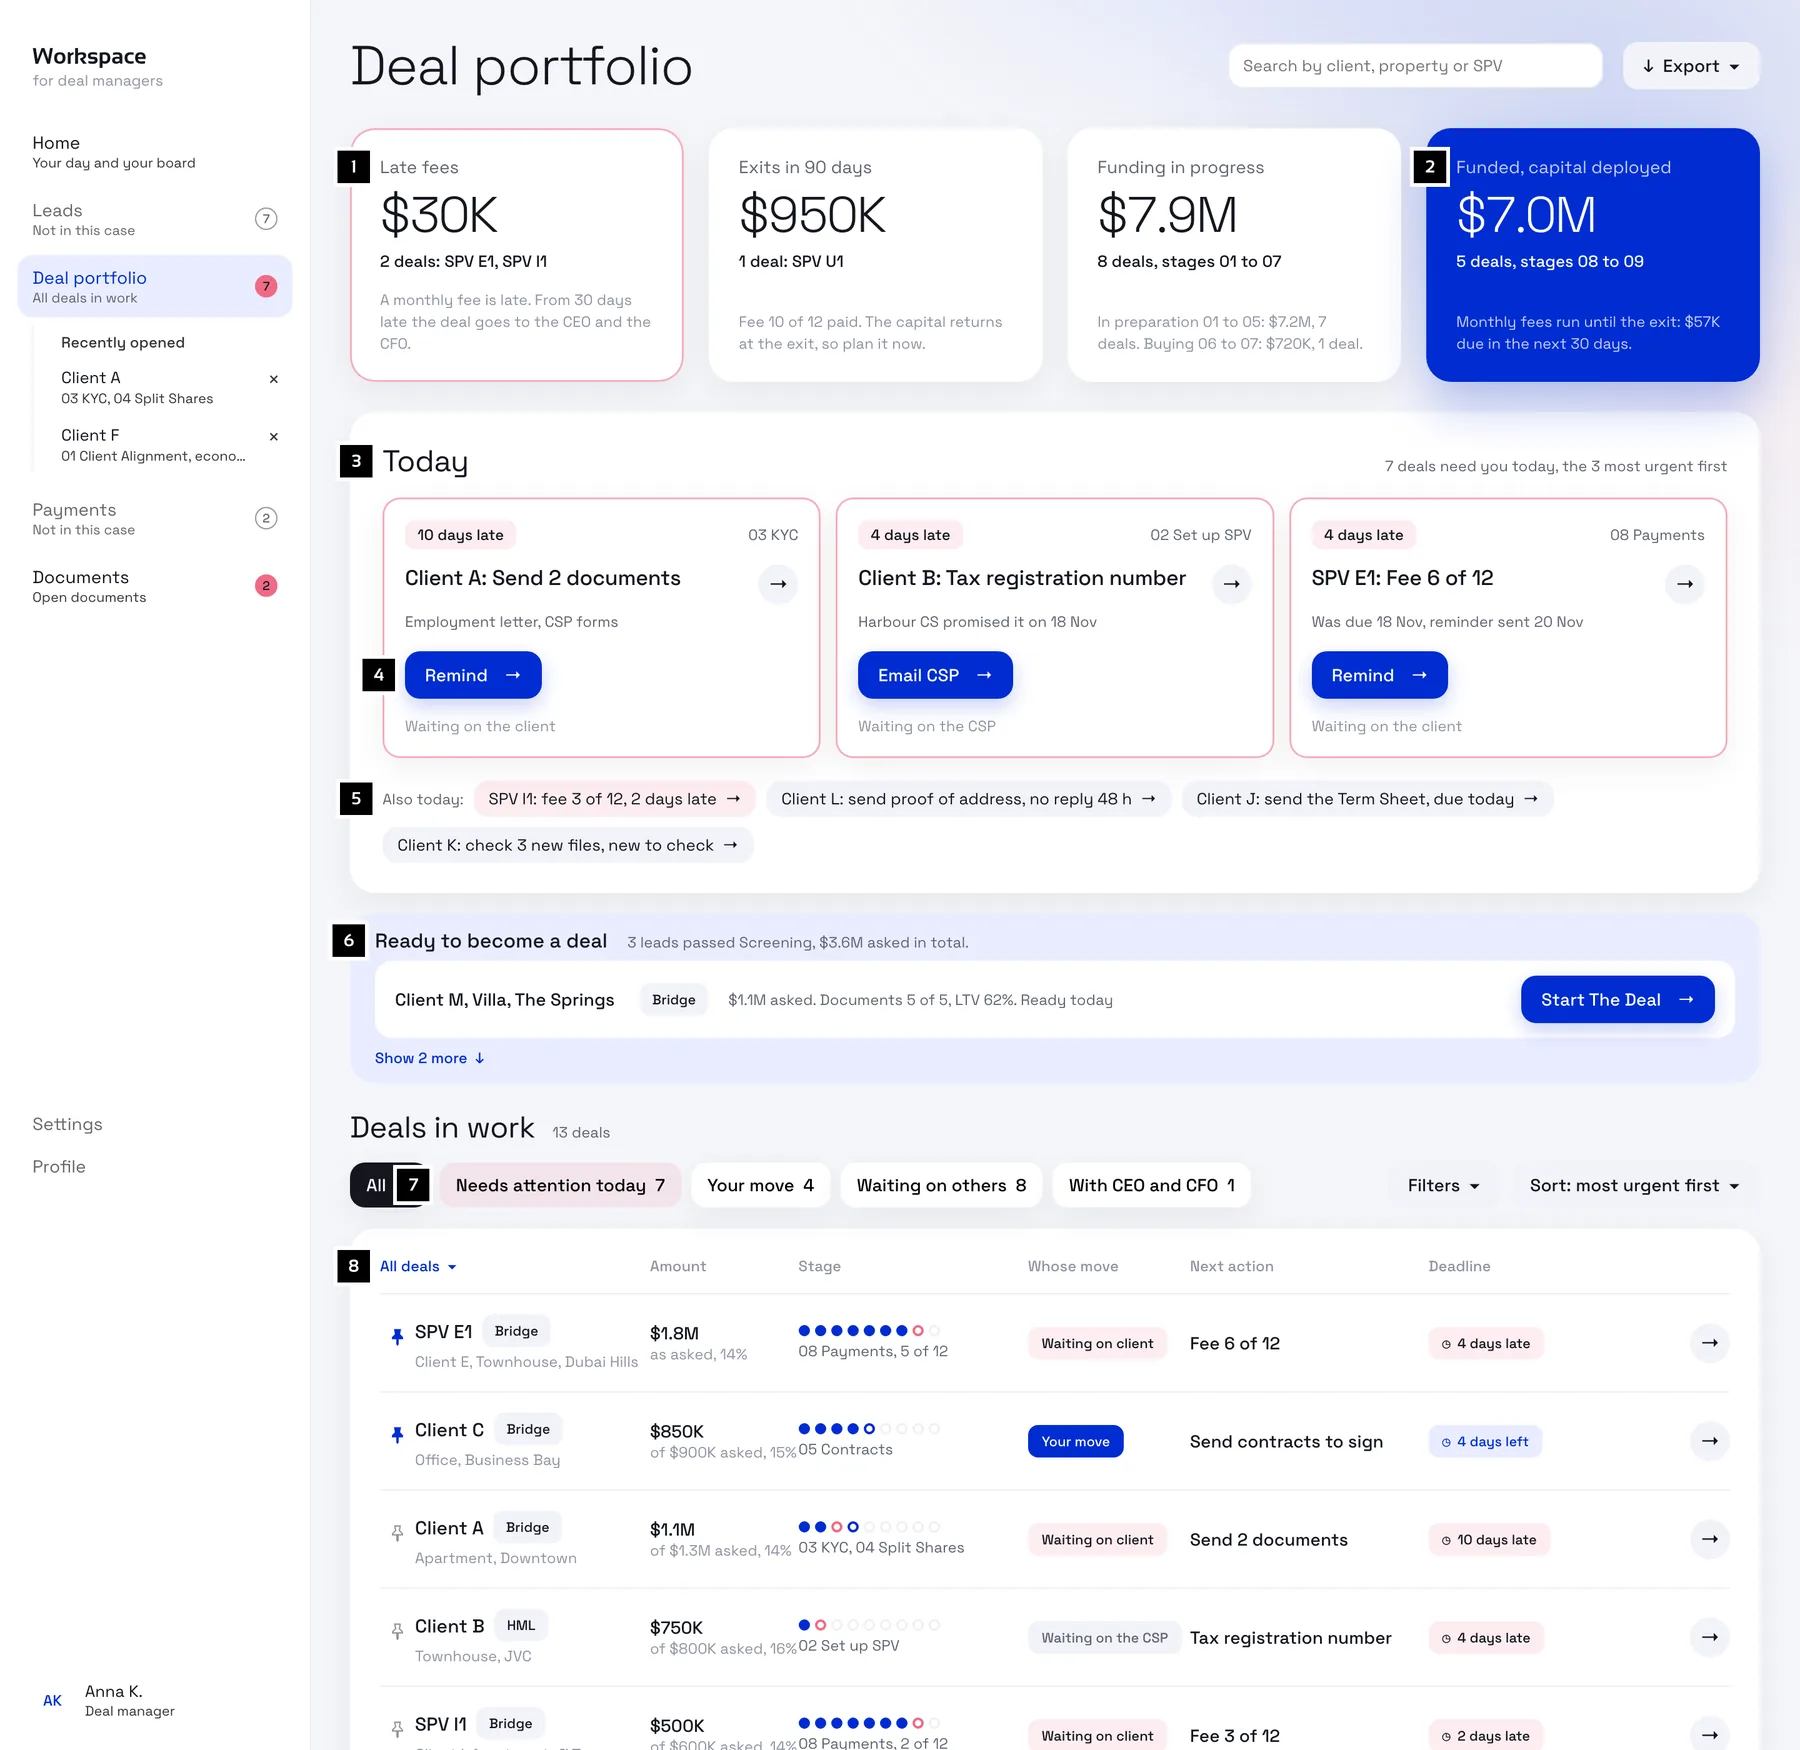 Workspace
for deal managers
Home
Your day and your board
Leads
Not in this case
7
Deal portfolio
All deals in work
7
Recently opened
Client A
03 KYC, 04 Split Shares
×
Client F
01 Client Alignment, econo...
×
Payments
Not in this case
2
Documents
Open documents
2
Settings
Profile
AK
Anna K.
Deal manager
Deal portfolio
Search by client, property or SPV
↓ Export
1
Late fees
$30K
2 deals: SPV E1, SPV I1
A monthly fee is late. From 30 days
late the deal goes to the CEO and the
CFO.
Exits in 90 days
$950K
1 deal: SPV U1
Fee 10 of 12 paid. The capital returns
at the exit, so plan it now.
Funding in progress
$7.9M
8 deals, stages 01 to 07
In preparation 01 to 05: $7.2M, 7
deals. Buying 06 to 07: $720K, 1 deal.
2
Funded, capital deployed
$7.0M
5 deals, stages 08 to 09
Monthly fees run until the exit: $57K
due in the next 30 days.
3
Today
7 deals need you today, the 3 most urgent first
10 days late
03 KYC
Client A: Send 2 documents
→
Employment letter, CSP forms
4
Remind →
Waiting on the client
4 days late
02 Set up SPV
Client B: Tax registration number
→
Harbour CS promised it on 18 Nov
Email CSP →
Waiting on the CSP
4 days late
08 Payments
SPV E1: Fee 6 of 12
→
Was due 18 Nov, reminder sent 20 Nov
Remind →
Waiting on the client
5
Also today:
SPV I1: fee 3 of 12, 2 days late →
Client L: send proof of address, no reply 48 h →
Client J: send the Term Sheet, due today →
Client K: check 3 new files, new to check →
6
Ready to become a deal
3 leads passed Screening, $3.6M asked in total.
Client M, Villa, The Springs
Bridge
$1.1M asked. Documents 5 of 5, LTV 62%. Ready today
Start The Deal →
Show 2 more ↓
Deals in work
13 deals
All
7
Needs attention today 7
Your move 4
Waiting on others 8
With CEO and CFO 1
Filters
Sort: most urgent first
8
All deals
Amount
Stage
Whose move
Next action
Deadline
SPV E1
Bridge
Client E, Townhouse, Dubai Hills
$1.8M
as asked, 14%
08 Payments, 5 of 12
Waiting on client
Fee 6 of 12
4 days late
→
Client C
Bridge
Office, Business Bay
$850K
of $900K asked, 15%
05 Contracts
Your move
Send contracts to sign
4 days left
→
Client A
Bridge
Apartment, Downtown
$1.1M
of $1.3M asked, 14%
03 KYC, 04 Split Shares
Waiting on client
Send 2 documents
10 days late
→
Client B
HML
Townhouse, JVC
$750K
of $800K asked, 16%
02 Set up SPV
Waiting on the CSP
Tax registration number
4 days late
→
SPV I1
Bridge
$500K
of $600K asked, 14%
08 Payments, 2 of 12
Waiting on client
Fee 3 of 12
2 days late
→